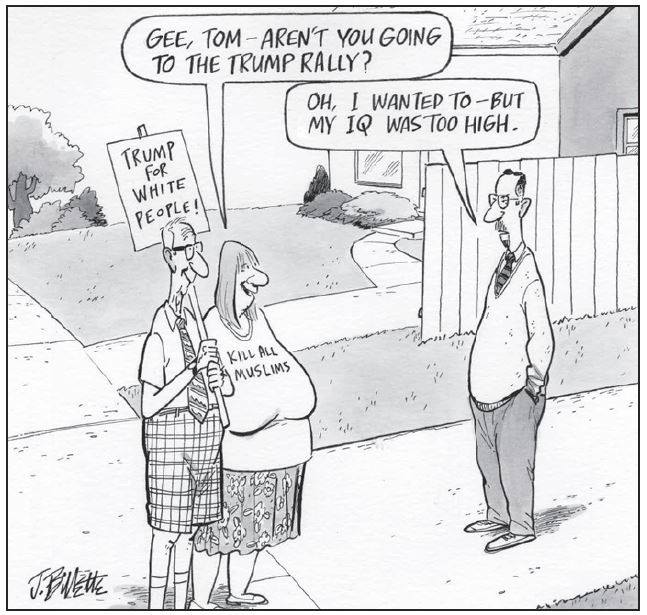 GEE, TOM – AREN'T YOU GOING
TO THE TRUMP RALLY?
OH, I WANTED TO – BUT
MY IQ WAS TOO HIGH.
TRUMP
FOR
WHITE
PEOPLE!
KILL ALL
MUSLIMS